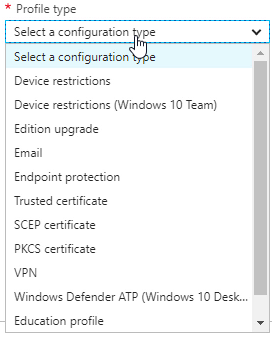 * Profile type
Select a configuration type
Select a configuration type
Device restrictions
Device restrictions (Windows 10 Team)
Edition upgrade
Email
Endpoint protection
Trusted certificate
SCEP certificate
PKCS certificate
VPN
Windows Defender ATP (Windows 10 Desk...
Education profile